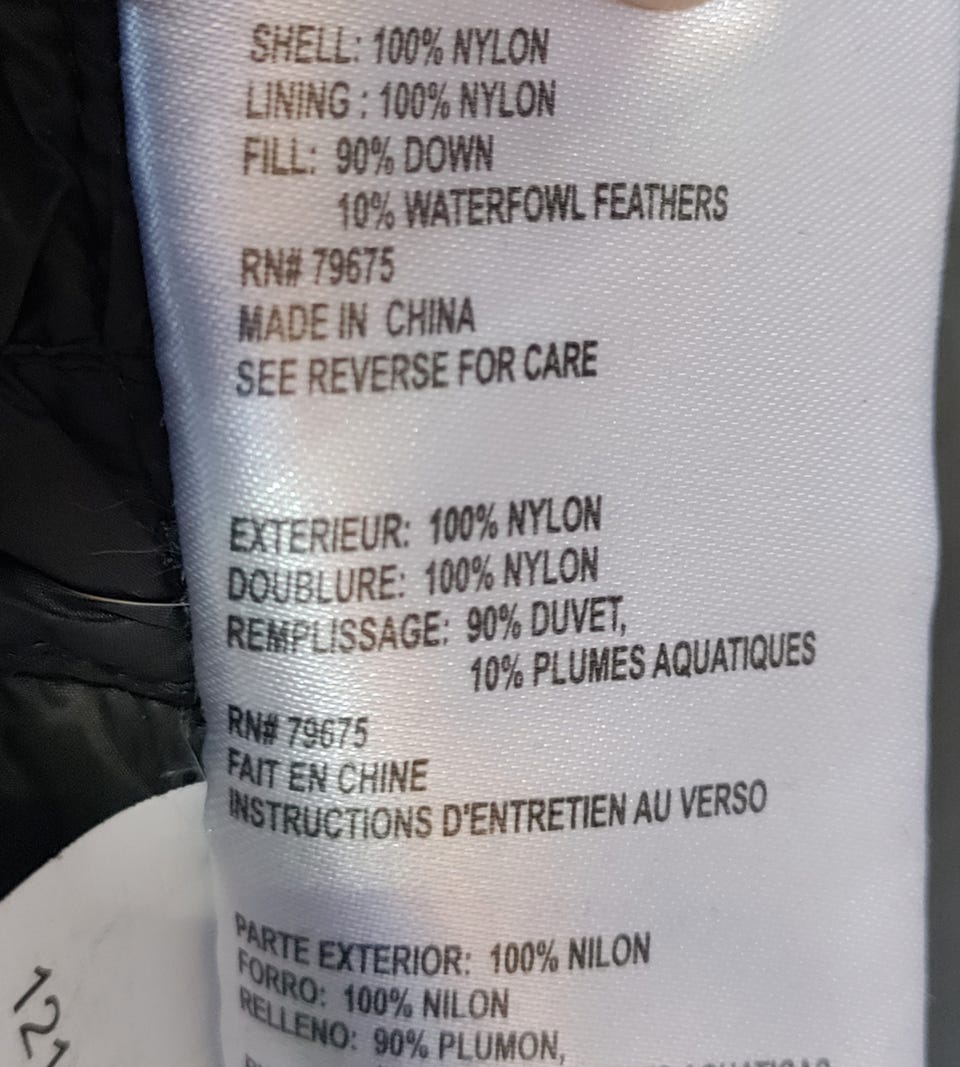 SHELL: 100% NYLON
LINING : 100% NYLON
FILL: 90% DOWN
10% WATERFOWL FEATHERS
RN# 79675
MADE IN CHINA
SEE REVERSE FOR CARE
EXTERIEUR: 100% NYLON
DOUBLURE: 100% NYLON
REMPLISSAGE: 90% DUVET,
10% PLUMES AQUATIQUES
RN# 79675
FAIT EN CHINE
INSTRUCTIONS D'ENTRETIEN AU VERSO
PARTE EXTERIOR: 100% NILON
FORRO: 100% NILON
RELLENO: 90% PLUMON,